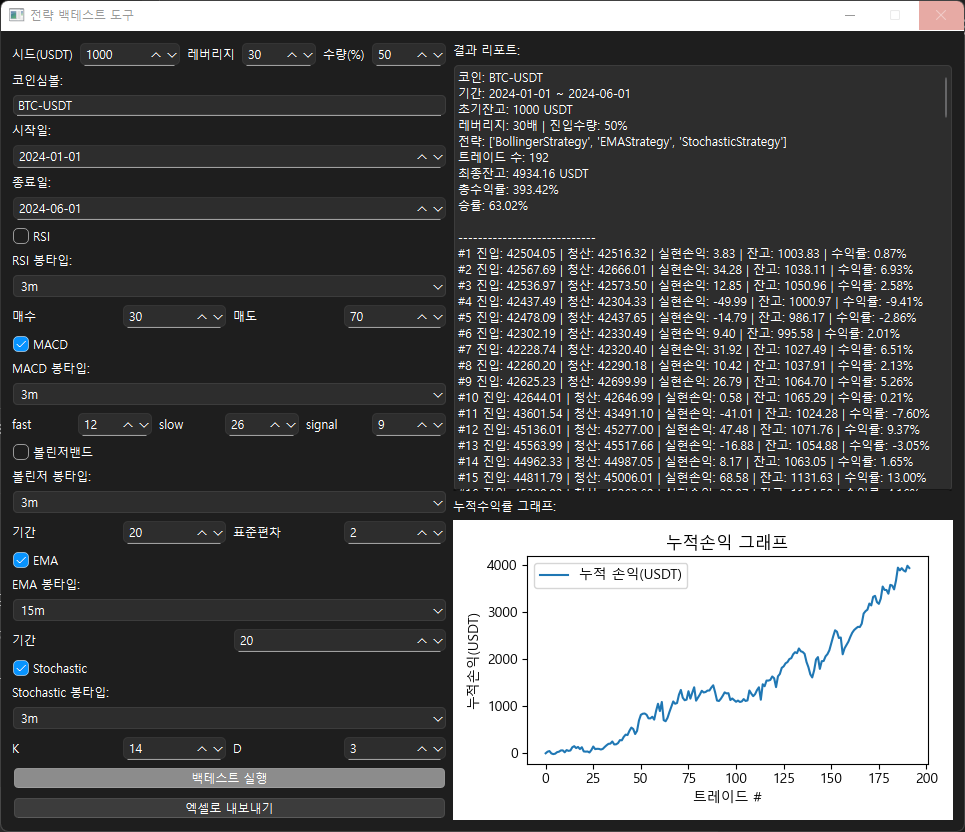 전략 백테스트 도구
시드(USDT) 1000 레버리지 30 수량(%) 50
코인심볼:
BTC-USDT
시작일:
2024-01-01
종료일:
2024-06-01
RSI
RSI 봉타입:
3m
매수 30 매도 70
MACD
MACD 봉타입:
3m
fast 12 slow 26 signal 9
볼린저밴드
볼린저 봉타입:
3m
기간 20 표준편차 2
EMA
EMA 봉타입:
15m
기간 20
Stochastic
Stochastic 봉타입:
3m
K 14 D 3
백테스트 실행
엑셀로 내보내기
결과 리포트:
코인: BTC-USDT
기간: 2024-01-01 ~ 2024-06-01
초기잔고: 1000 USDT
레버리지: 30배 | 진입수량: 50%
전략: ['BollingerStrategy', 'EMAStrategy', 'StochasticStrategy']
트레이드 수: 192
최종잔고: 4934.16 USDT
총수익률: 393.42%
승률: 63.02%
----------------------------
#1 진입: 42504.05 | 청산: 42516.32 | 실현손익: 3.83 | 잔고: 1003.83 | 수익률: 0.87%
#2 진입: 42567.69 | 청산: 42666.01 | 실현손익: 34.28 | 잔고: 1038.11 | 수익률: 6.93%
#3 진입: 42536.97 | 청산: 42573.50 | 실현손익: 12.85 | 잔고: 1050.96 | 수익률: 2.58%
#4 진입: 42437.49 | 청산: 42304.33 | 실현손익: -49.99 | 잔고: 1000.97 | 수익률: -9.41%
#5 진입: 42478.09 | 청산: 42437.65 | 실현손익: -14.79 | 잔고: 986.17 | 수익률: -2.86%
#6 진입: 42302.19 | 청산: 42330.49 | 실현손익: 9.40 | 잔고: 995.58 | 수익률: 2.01%
#7 진입: 42228.74 | 청산: 42320.40 | 실현손익: 31.92 | 잔고: 1027.49 | 수익률: 6.51%
#8 진입: 42260.20 | 청산: 42290.18 | 실현손익: 10.42 | 잔고: 1037.91 | 수익률: 2.13%
#9 진입: 42625.23 | 청산: 42699.99 | 실현손익: 26.79 | 잔고: 1064.70 | 수익률: 5.26%
#10 진입: 42644.01 | 청산: 42646.99 | 실현손익: 0.58 | 잔고: 1065.29 | 수익률: 0.21%
#11 진입: 43601.54 | 청산: 43491.10 | 실현손익: -41.01 | 잔고: 1024.28 | 수익률: -7.60%
#12 진입: 45136.01 | 청산: 45277.00 | 실현손익: 47.48 | 잔고: 1071.76 | 수익률: 9.37%
#13 진입: 45563.99 | 청산: 45517.66 | 실현손익: -16.88 | 잔고: 1054.88 | 수익률: -3.05%
#14 진입: 44962.33 | 청산: 44987.05 | 실현손익: 8.17 | 잔고: 1063.05 | 수익률: 1.65%
#15 진입: 44811.79 | 청산: 45006.01 | 실현손익: 68.58 | 잔고: 1131.63 | 수익률: 13.00%
누적수익률 그래프:
누적손익 그래프
누적 손익(USDT)
누적손익(USDT)
4000
3000
2000
1000
0
0 25 50 75 100 125 150 175 200
트레이드 #